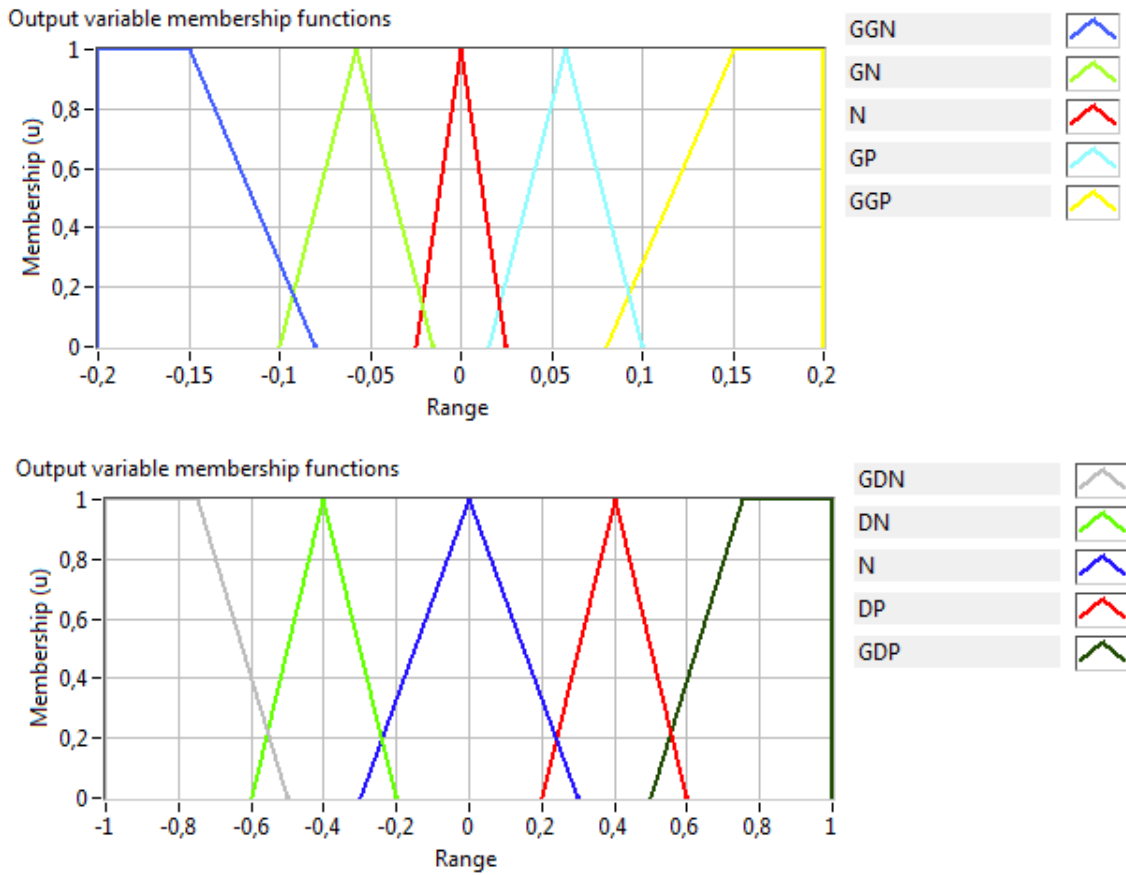 Output variable membership functions
GGN
GN
N
GP
GGP
Membership (u)
1
0,8
0,6
0,4
0,2
0
-0,2 -0,15 -0,1 -0,05 0 0,05 0,1 0,15 0,2
Range
Output variable membership functions
GDN
DN
N
DP
GDP
Membership (u)
1
0,8
0,6
0,4
0,2
0
-1 -0,8 -0,6 -0,4 -0,2 0 0,2 0,4 0,6 0,8 1
Range